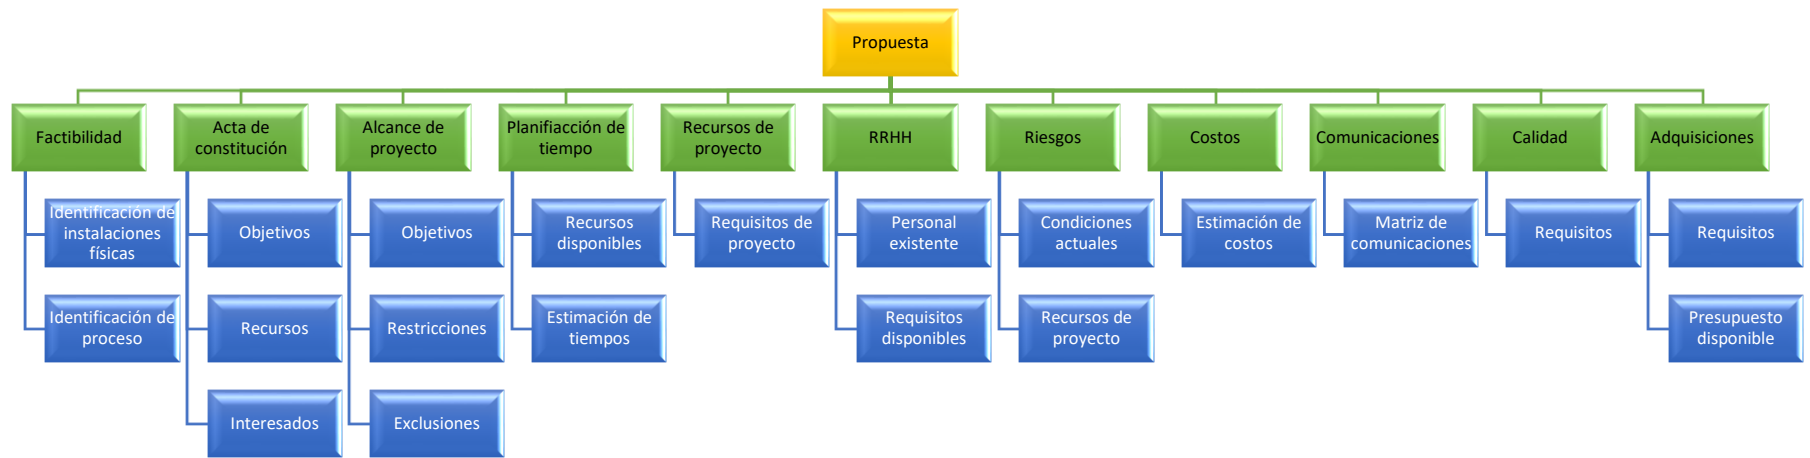 Propuesta
Factibilidad
Acta de
constitución
Alcance de
proyecto
Planifiacción de
tiempo
Recursos de
proyecto
RRHH
Riesgos
Costos
Comunicaciones
Calidad
Adquisiciones
Identificación de
instalaciones
físicas
Objetivos
Objetivos
Recursos
disponibles
Requisitos de
proyecto
Personal
existente
Condiciones
actuales
Estimación de
costos
Matriz de
comunicaciones
Requisitos
Requisitos
Identificación de
proceso
Recursos
Restricciones
Estimación de
tiempos
Requisitos
disponibles
Recursos de
proyecto
Presupuesto
disponible
Interesados
Exclusiones